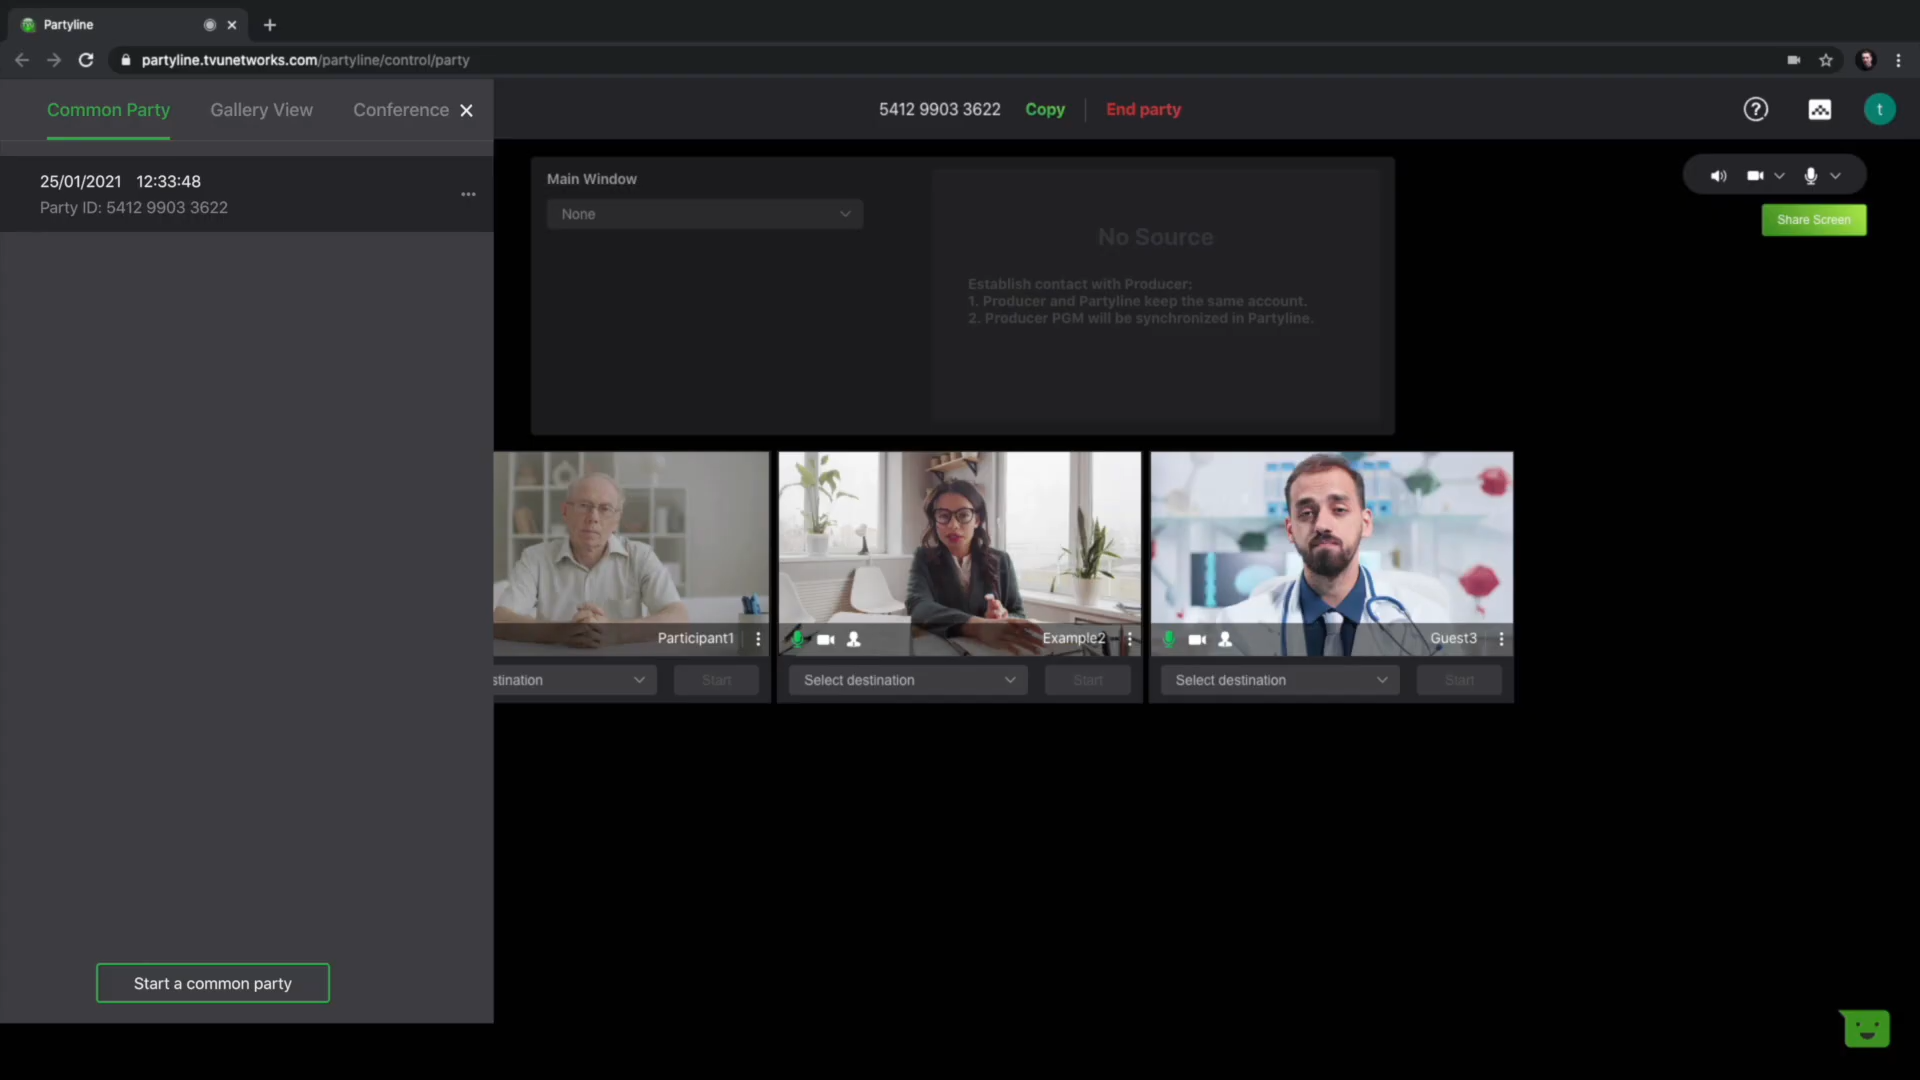 Partyline
partyline.tvunetworks.com/partyline/control/party
Common Party
Gallery View
Conference
5412 9903 3622
Copy
End party
t
25/01/2021 12:33:48
Party ID: 5412 9903 3622
Main Window
None
No Source
Establish contact with Producer:
1. Producer and Partyline keep the same account.
2. Producer PGM will be synchronized in Partyline.
Share Screen
Participant1
Example2
Guest3
stination
Start
Select destination
Start
Select destination
Start
Start a common party